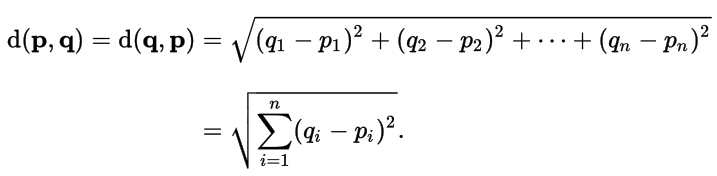 d(𝐩, 𝐪) = d(𝐪, 𝐩) = √((q₁ − p₁)² + (q₂ − p₂)² + ⋯ + (qₙ − pₙ)²)
= √(∑ᵢ₌₁ⁿ (qᵢ − pᵢ)²).